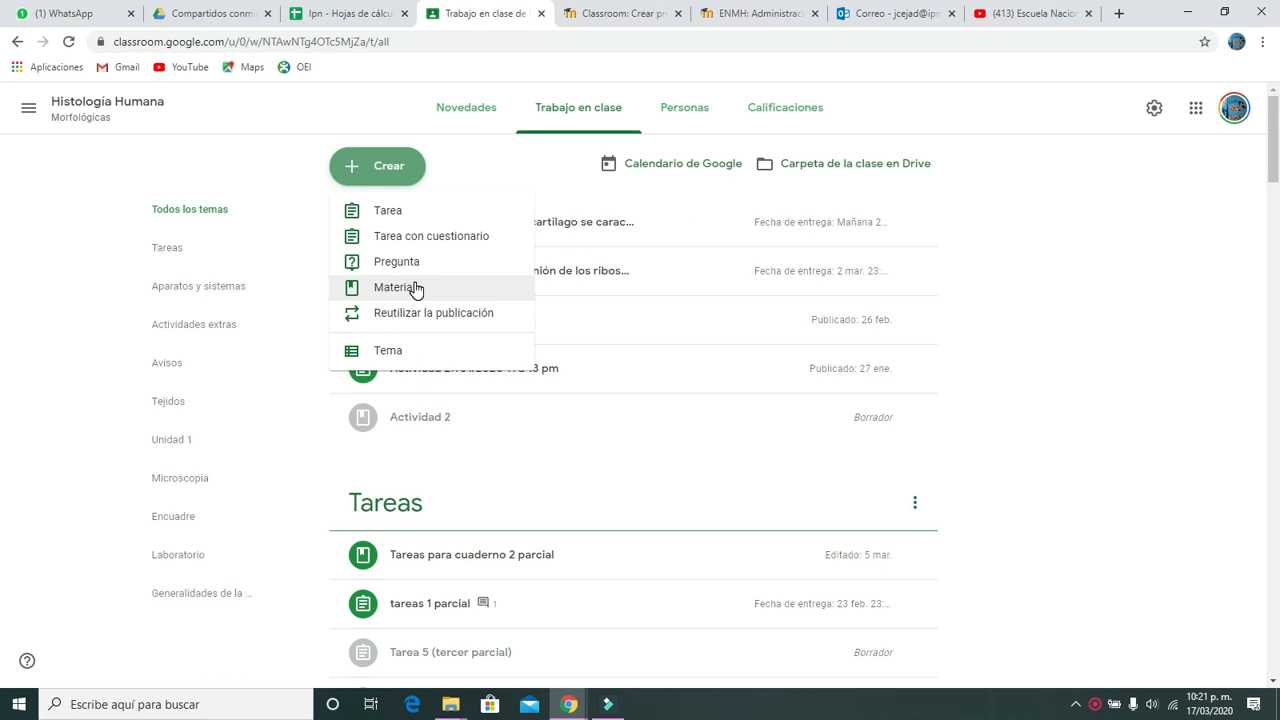 (1) WhatsApp
Compartidos conmi
Ipn - Hojas de cálcu
Trabajo en clase de
Classroom: Crear pro
ENMH: Administrac
Correo - jcejad@ipn
(413) Escuela Nacion
classroom.google.com/u/0/w/NTAwNTg4OTc5MjZa/t/all
Aplicaciones
Gmail
YouTube
Maps
OEI
Histología Humana
Morfológicas
Novedades
Trabajo en clase
Personas
Calificaciones
Crear
Calendario de Google
Carpeta de la clase en Drive
Todos los temas
Tareas
Aparatos y sistemas
Actividades extras
Avisos
Tejidos
Unidad 1
Microscopia
Encuadre
Laboratorio
Generalidades de la ...
Tarea
Tarea con cuestionario
Pregunta
Material
Reutilizar la publicación
Tema
cartilago se carac...
Fecha de entrega: Mañana 2...
nión de los ribos...
Fecha de entrega: 2 mar. 23:...
Publicado: 26 feb.
pm
Publicado: 27 ene.
Actividad 2
Borrador
Tareas
Tareas para cuaderno 2 parcial
Editado: 5 mar.
tareas 1 parcial
1
Fecha de entrega: 23 feb. 23:...
Tarea 5 (tercer parcial)
Borrador
Escribe aquí para buscar
10:21 p. m.
17/03/2020